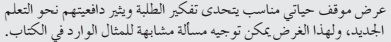 عرض موقف حياتي مناسب يتحدى تفكير الطلبة ويثير دافعيتهم نحو التعلم
الجديد، ولهذا الغرض يمكن توجيه مسألة مشابهة للمثال الوارد في الكتاب.